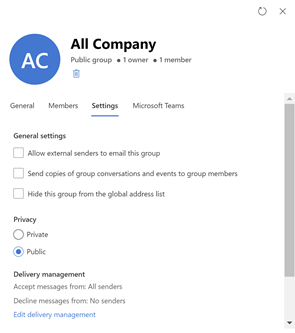 AC
All Company
Public group ● 1 owner ● 1 member
General Members Settings Microsoft Teams
General settings
Allow external senders to email this group
Send copies of group conversations and events to group members
Hide this group from the global address list
Privacy
Private
Public
Delivery management
Accept messages from: All senders
Decline messages from: No senders
Edit delivery management